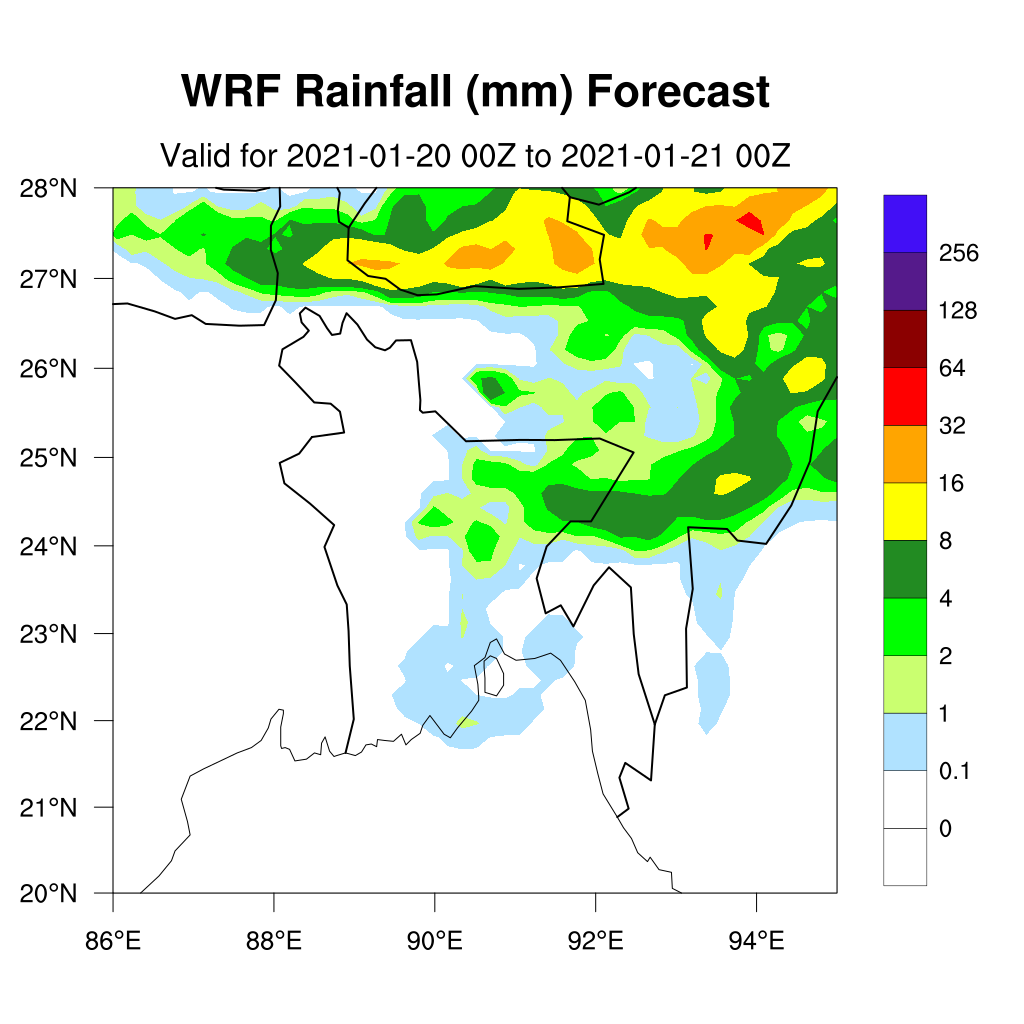 WRF Rainfall (mm) Forecast
Valid for 2021-01-20 00Z to 2021-01-21 00Z
28°N
27°N
26°N
25°N
24°N
23°N
22°N
21°N
20°N
86°E 88°E 90°E 92°E 94°E
256
128
64
32
16
8
4
2
1
0.1
0